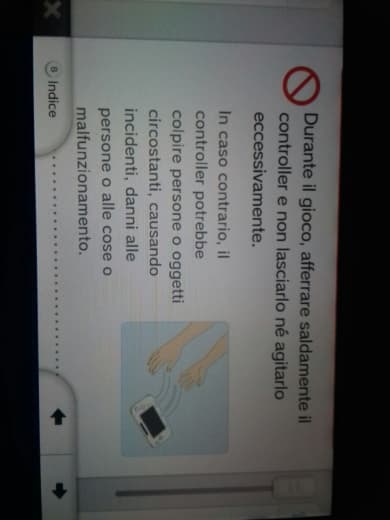 Durante il gioco, afferrare saldamente il
controller e non lasciarlo né agitarlo
eccessivamente.
In caso contrario, il
controller potrebbe
colpire persone o oggetti
circostanti, causando
incidenti, danni alle
persone o alle cose o
malfunzionamento.
8 Indice